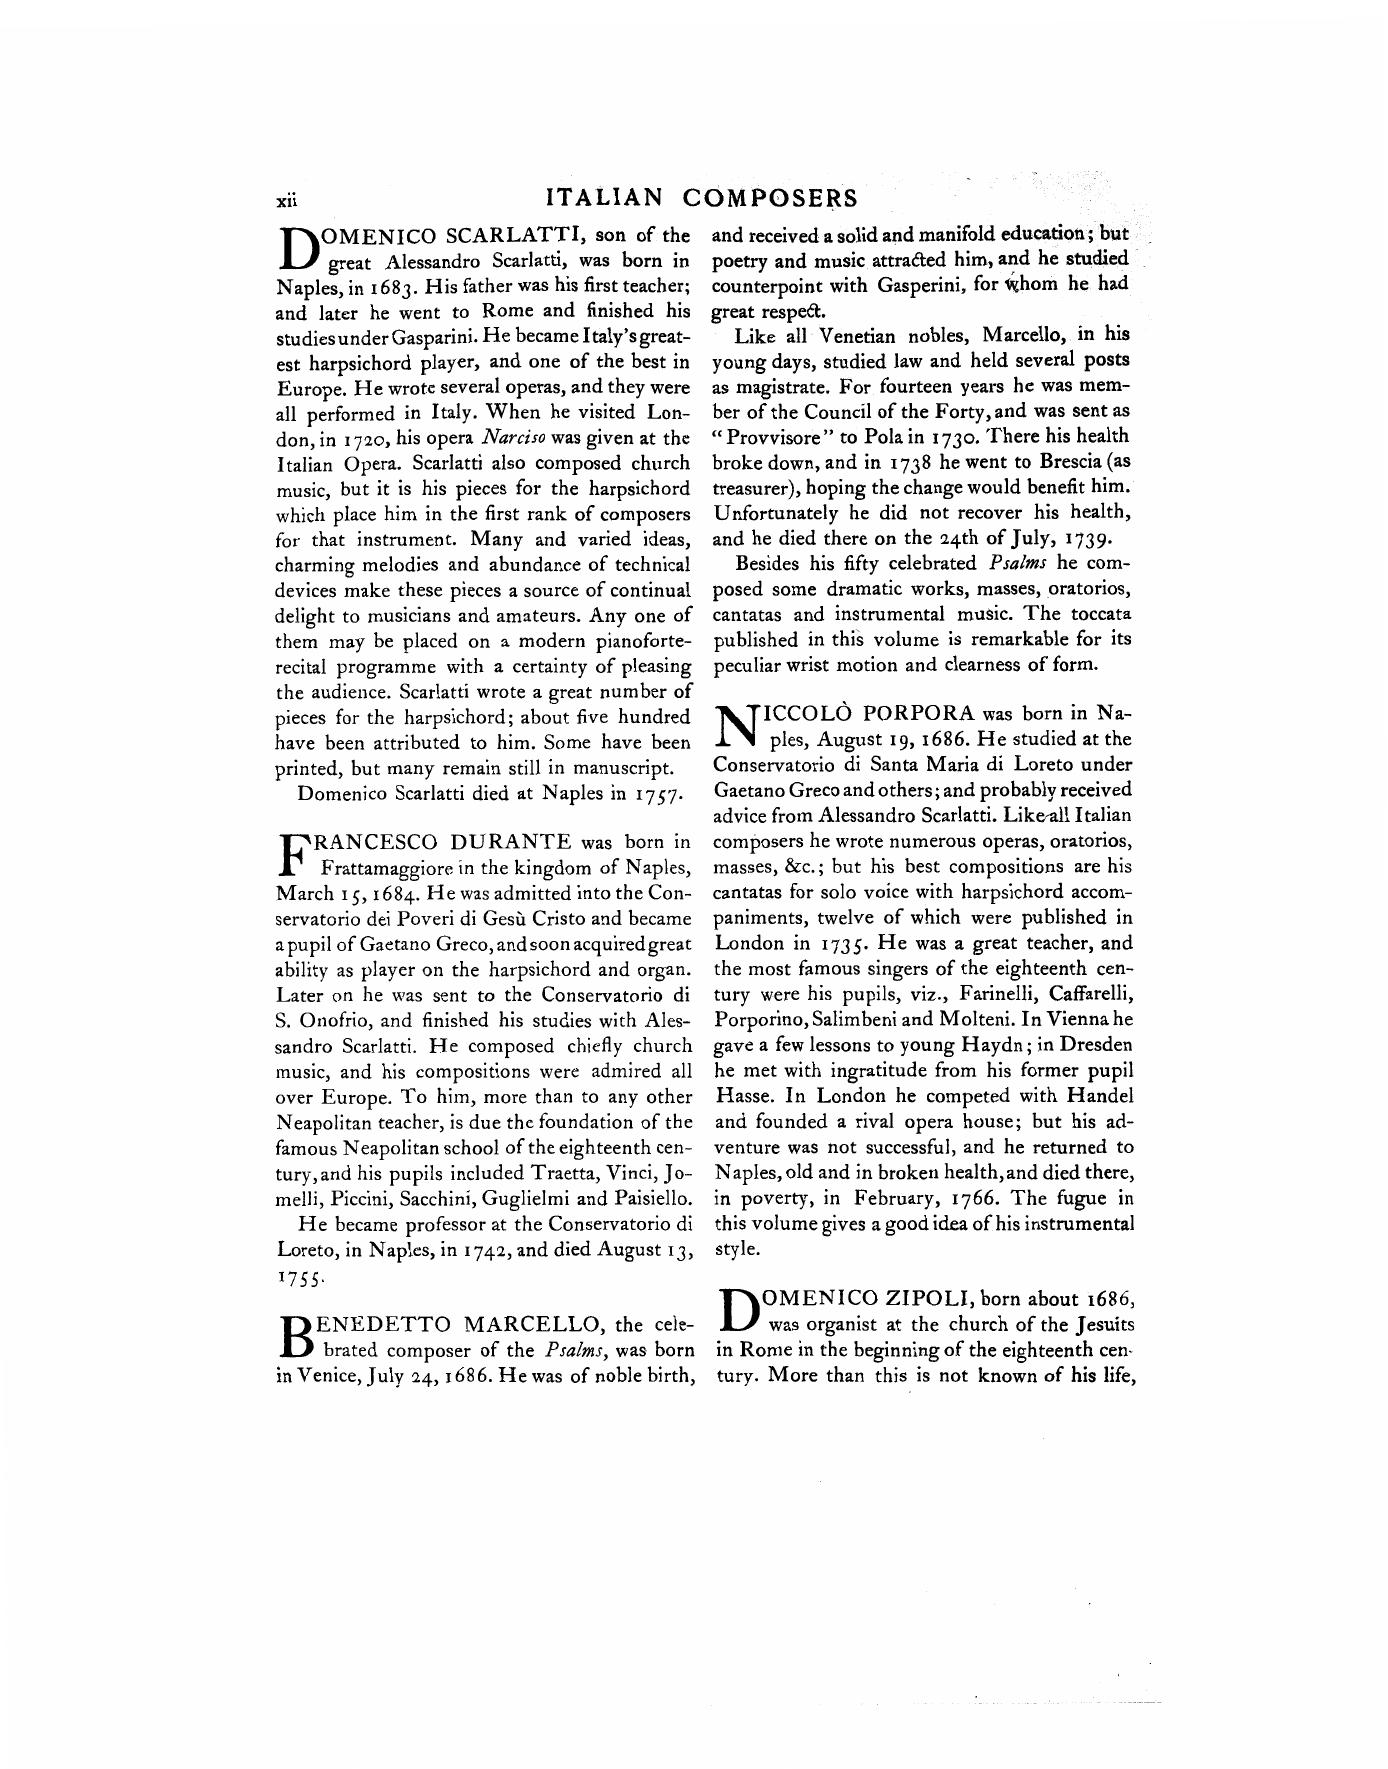 xii
ITALIAN COMPOSERS
DOMENICO SCARLATTI, son of the
great Alessandro Scarlatti, was born in
Naples, in 1683. His father was his first teacher;
and later he went to Rome and finished his
studies under Gasparini. He became Italy's great-
est harpsichord player, and one of the best in
Europe. He wrote several operas, and they were
all performed in Italy. When he visited Lon-
don, in 1720, his opera Narciso was given at the
Italian Opera. Scarlatti also composed church
music, but it is his pieces for the harpsichord
which place him in the first rank of composers
for that instrument. Many and varied ideas,
charming melodies and abundance of technical
devices make these pieces a source of continual
delight to musicians and amateurs. Any one of
them may be placed on a modern pianoforte-
recital programme with a certainty of pleasing
the audience. Scarlatti wrote a great number of
pieces for the harpsichord; about five hundred
have been attributed to him. Some have been
printed, but many remain still in manuscript.
Domenico Scarlatti died at Naples in 1757.
FRANCESCO DURANTE was born in
Frattamaggiore in the kingdom of Naples,
March 15, 1684. He was admitted into the Con-
servatorio dei Poveri di Gesù Cristo and became
a pupil of Gaetano Greco, and soon acquired great
ability as player on the harpsichord and organ.
Later on he was sent to the Conservatorio di
S. Onofrio, and finished his studies with Ales-
sandro Scarlatti. He composed chiefly church
music, and his compositions were admired all
over Europe. To him, more than to any other
Neapolitan teacher, is due the foundation of the
famous Neapolitan school of the eighteenth cen-
tury, and his pupils included Traetta, Vinci, Jo-
melli, Piccini, Sacchini, Guglielmi and Paisiello.
He became professor at the Conservatorio di
Loreto, in Naples, in 1742, and died August 13,
1755.
BENEDETTO MARCELLO, the cele-
brated composer of the Psalms, was born
in Venice, July 24, 1686. He was of noble birth,
and received a solid and manifold education; but
poetry and music attracted him, and he studied
counterpoint with Gasperini, for whom he had
great respect.
Like all Venetian nobles, Marcello, in his
young days, studied law and held several posts
as magistrate. For fourteen years he was mem-
ber of the Council of the Forty, and was sent as
"Provvisore" to Pola in 1730. There his health
broke down, and in 1738 he went to Brescia (as
treasurer), hoping the change would benefit him.
Unfortunately he did not recover his health,
and he died there on the 24th of July, 1739.
Besides his fifty celebrated Psalms he com-
posed some dramatic works, masses, oratorios,
cantatas and instrumental music. The toccata
published in this volume is remarkable for its
peculiar wrist motion and clearness of form.
NICCOLÒ PORPORA was born in Na-
ples, August 19, 1686. He studied at the
Conservatorio di Santa Maria di Loreto under
Gaetano Greco and others; and probably received
advice from Alessandro Scarlatti. Like all Italian
composers he wrote numerous operas, oratorios,
masses, &c.; but his best compositions are his
cantatas for solo voice with harpsichord accom-
paniments, twelve of which were published in
London in 1735. He was a great teacher, and
the most famous singers of the eighteenth cen-
tury were his pupils, viz., Farinelli, Caffarelli,
Porporino, Salimbeni and Molteni. In Vienna he
gave a few lessons to young Haydn; in Dresden
he met with ingratitude from his former pupil
Hasse. In London he competed with Handel
and founded a rival opera house; but his ad-
venture was not successful, and he returned to
Naples, old and in broken health, and died there,
in poverty, in February, 1766. The fugue in
this volume gives a good idea of his instrumental
style.
DOMENICO ZIPOLI, born about 1686,
was organist at the church of the Jesuits
in Rome in the beginning of the eighteenth cen-
tury. More than this is not known of his life,